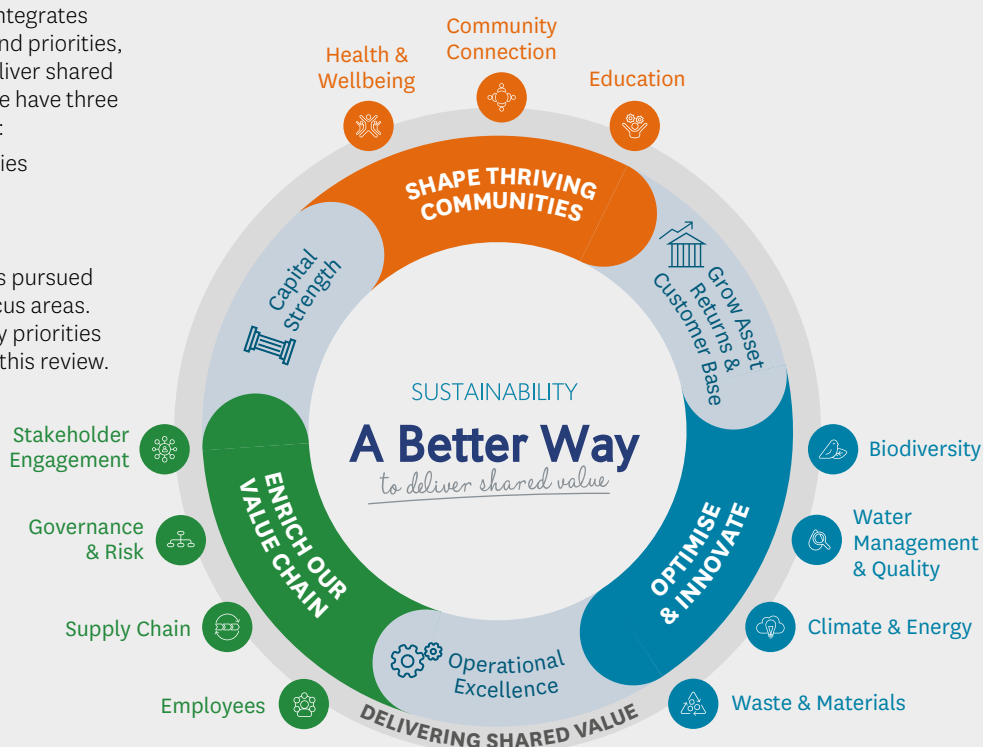 ntegrates
nd priorities,
liver shared
e have three
:
ies
s pursued
cus areas.
y priorities
this review.
Health &
Wellbeing
Community
Connection
Education
SHAPE THRIVING
COMMUNITIES
Capital
Strength
Grow Asset
Returns &
Customer Base
SUSTAINABILITY
A Better Way
to deliver shared value
Stakeholder
Engagement
Governance
& Risk
Supply Chain
Employees
ENRICH OUR
VALUE CHAIN
OPTIMISE
& INNOVATE
Biodiversity
Water
Management
& Quality
Climate & Energy
Waste & Materials
Operational
Excellence
DELIVERING SHARED VALUE